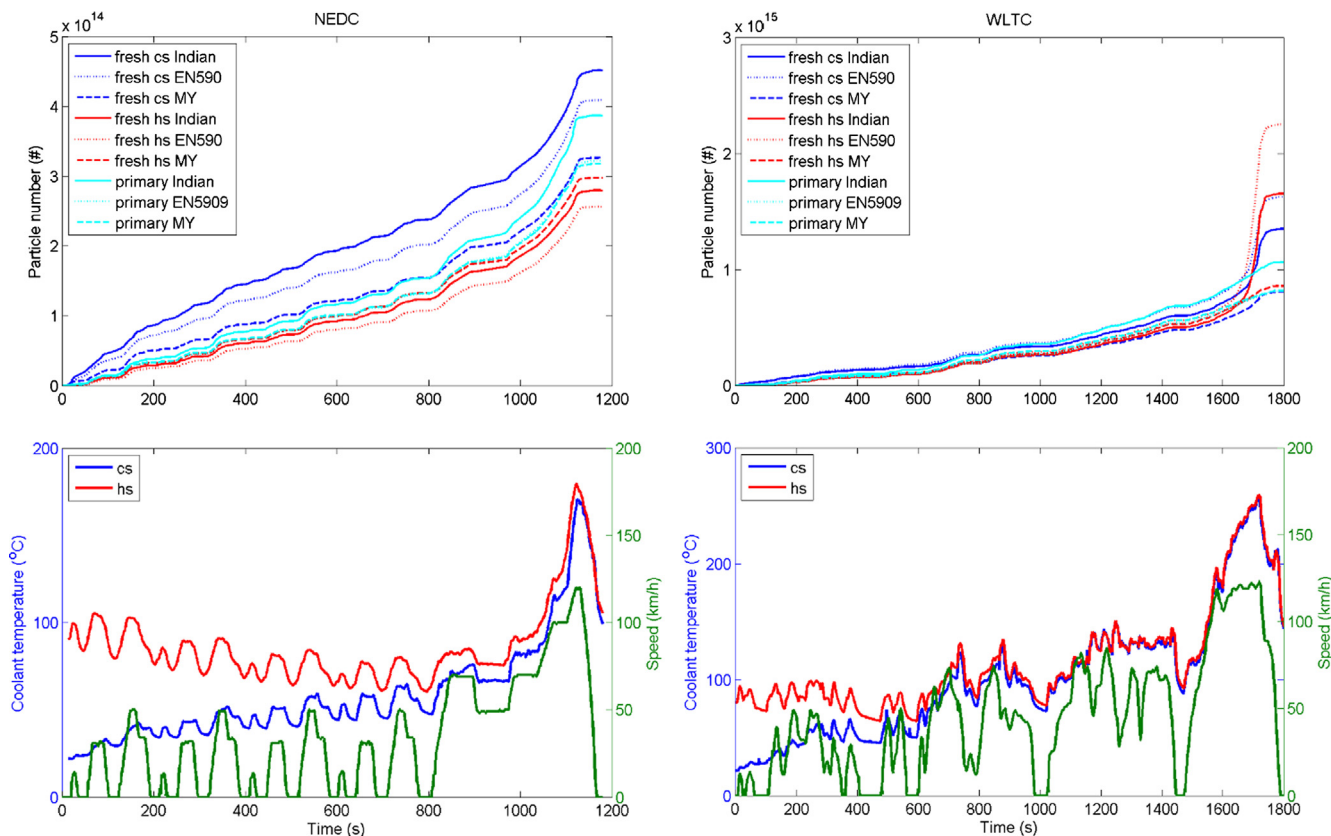 NEDC
x 10^14
5
4
3
2
1
0
Particle number (#)
fresh cs Indian
fresh cs EN590
fresh cs MY
fresh hs Indian
fresh hs EN590
fresh hs MY
primary Indian
primary EN5909
primary MY
0 200 400 600 800 1000 1200
WLTC
x 10^15
3
2
1
0
Particle number (#)
fresh cs Indian
fresh cs EN590
fresh cs MY
fresh hs Indian
fresh hs EN590
fresh hs MY
primary Indian
primary EN5909
primary MY
0 200 400 600 800 1000 1200 1400 1600 1800
200
100
0
Coolant temperature (°C)
cs
hs
200
150
100
50
0
Speed (km/h)
0 200 400 600 800 1000 1200
Time (s)
300
200
100
0
Coolant temperature (°C)
cs
hs
200
150
100
50
0
Speed (km/h)
0 200 400 600 800 1000 1200 1400 1600 1800
Time (s)